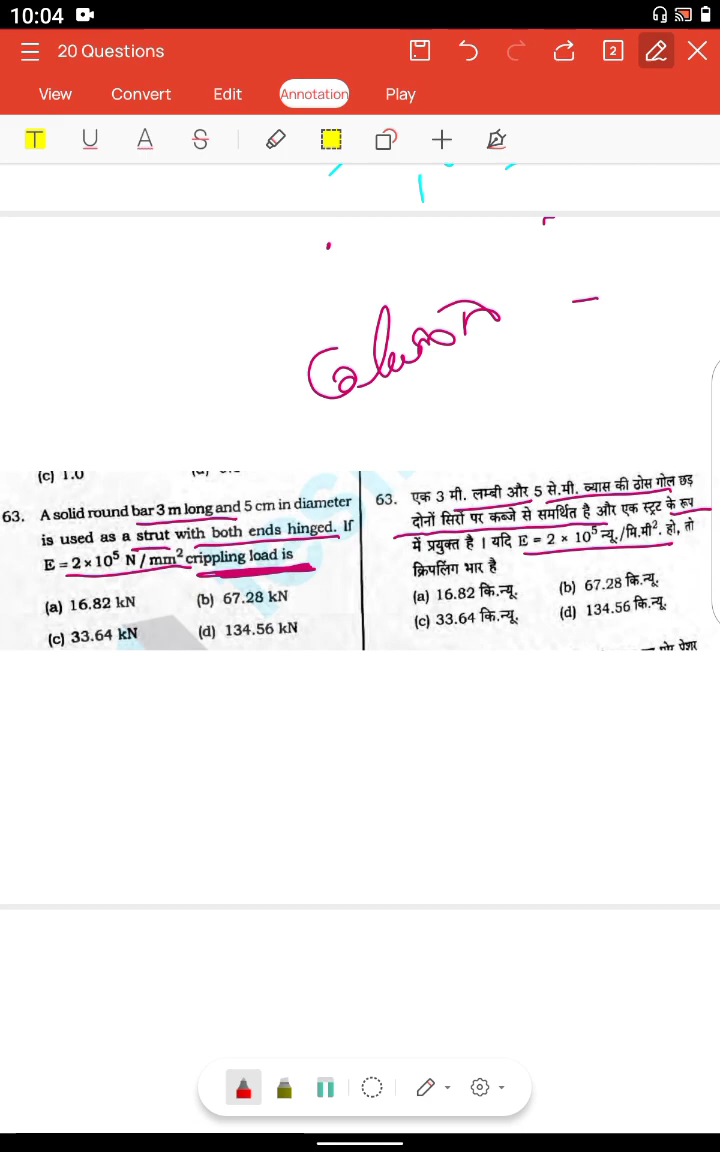 10:04
20 Questions
2
View Convert Edit Annotation Play
T U A S
(c) 1.0
63. A solid round bar 3 m long and 5 cm in diameter
is used as a strut with both ends hinged. If
E = 2 × 10⁵ N / mm² crippling load is
(a) 16.82 kN (b) 67.28 kN
(c) 33.64 kN (d) 134.56 kN
63. एक 3 मी. लम्बी और 5 से.मी. व्यास की ठोस गोल छड़
दोनों सिरों पर कब्जे से समर्थित है और एक स्ट्रट के रूप
में प्रयुक्त है । यदि E = 2 × 10⁵ न्यू./मि.मी². हो, तो
क्रिपलिंग भार है
(a) 16.82 कि.न्यू. (b) 67.28 कि.न्यू.
(c) 33.64 कि.न्यू. (d) 134.56 कि.न्यू.